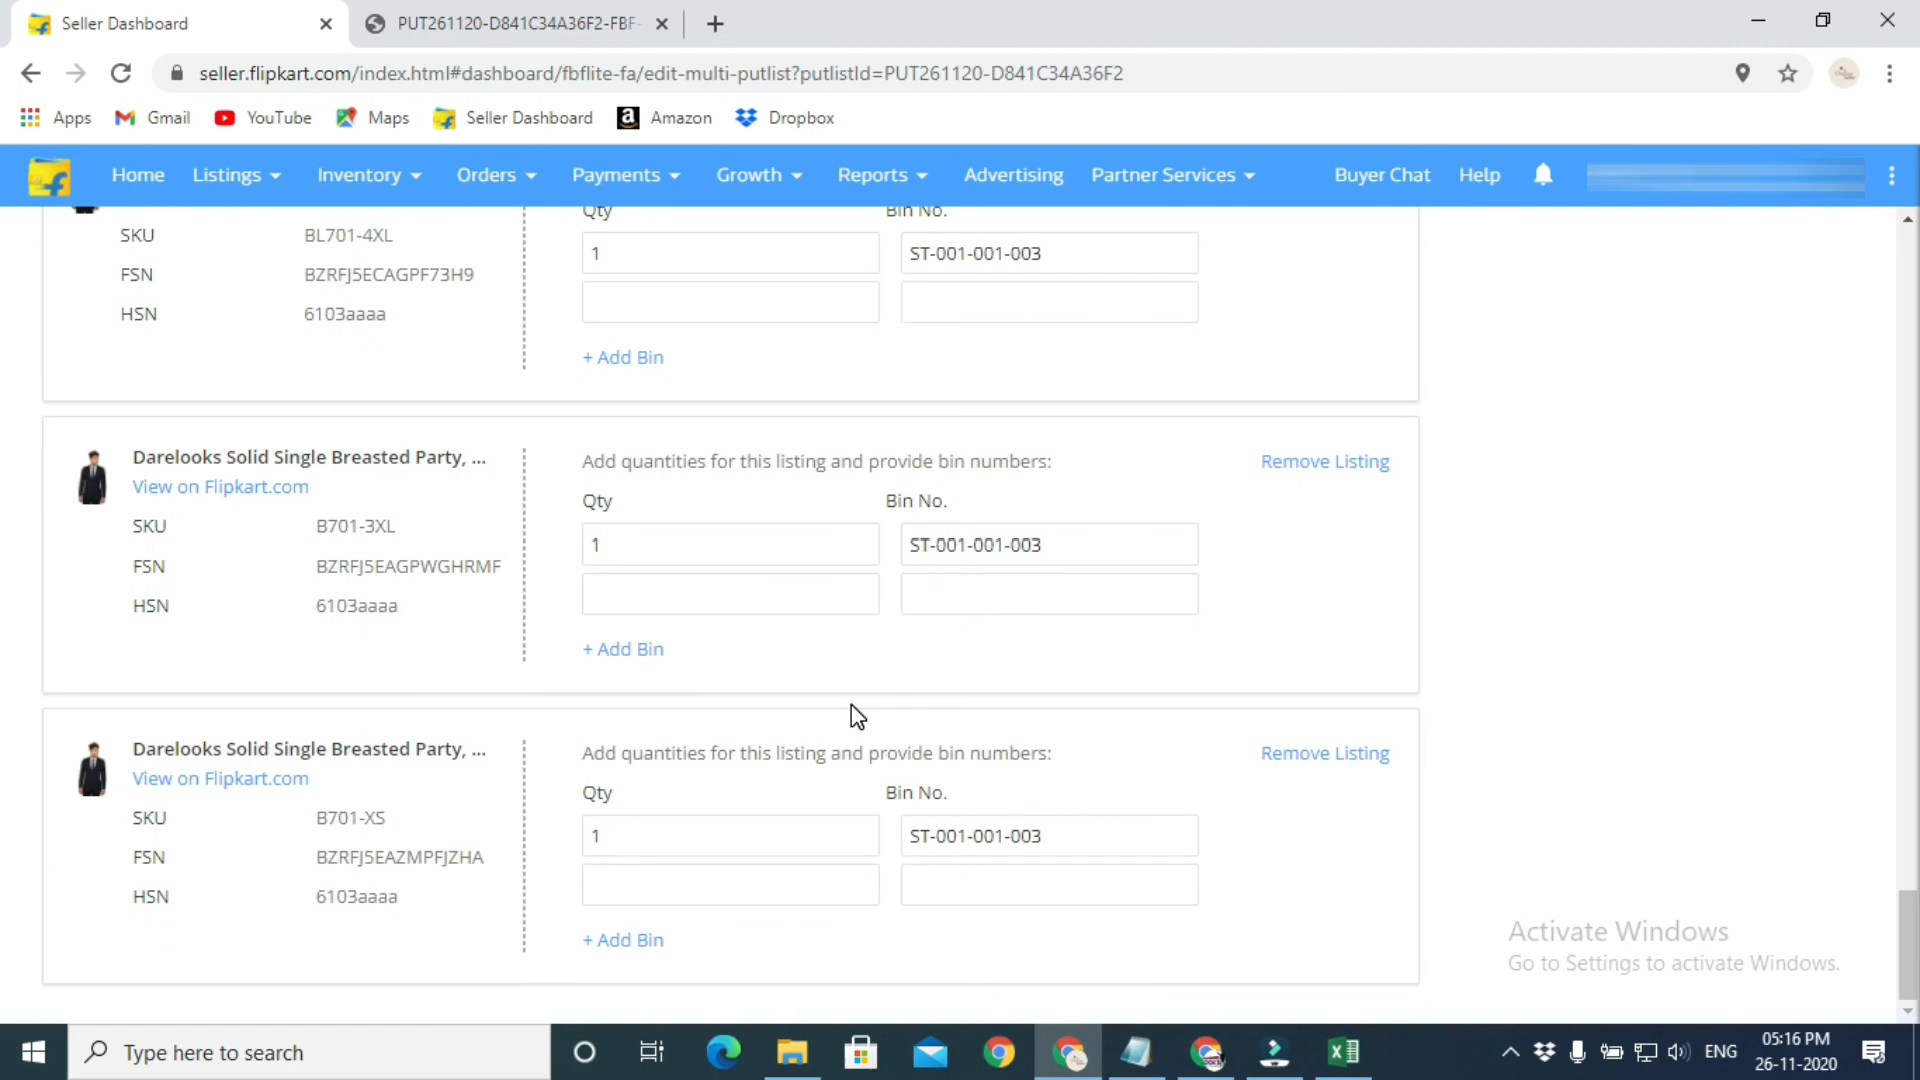 Seller Dashboard
PUT261120-D841C34A36F2-FBF-
seller.flipkart.com/index.html#dashboard/fbflite-fa/edit-multi-putlist?putlistId=PUT261120-D841C34A36F2
Apps Gmail YouTube Maps Seller Dashboard Amazon Dropbox
Home Listings Inventory Orders Payments Growth Reports Advertising Partner Services Buyer Chat Help
Qty Bin No.
SKU BL701-4XL
1 ST-001-001-003
FSN BZRFJ5ECAGPF73H9
HSN 6103aaaa
+ Add Bin
Darelooks Solid Single Breasted Party, ...
View on Flipkart.com
Add quantities for this listing and provide bin numbers:
Remove Listing
Qty Bin No.
SKU B701-3XL
1 ST-001-001-003
FSN BZRFJ5EAGPWGHRMF
HSN 6103aaaa
+ Add Bin
Darelooks Solid Single Breasted Party, ...
View on Flipkart.com
Add quantities for this listing and provide bin numbers:
Remove Listing
Qty Bin No.
SKU B701-XS
1 ST-001-001-003
FSN BZRFJ5EAZMPFJZHA
HSN 6103aaaa
+ Add Bin
Activate Windows
Go to Settings to activate Windows.
Type here to search
ENG
05:16 PM
26-11-2020